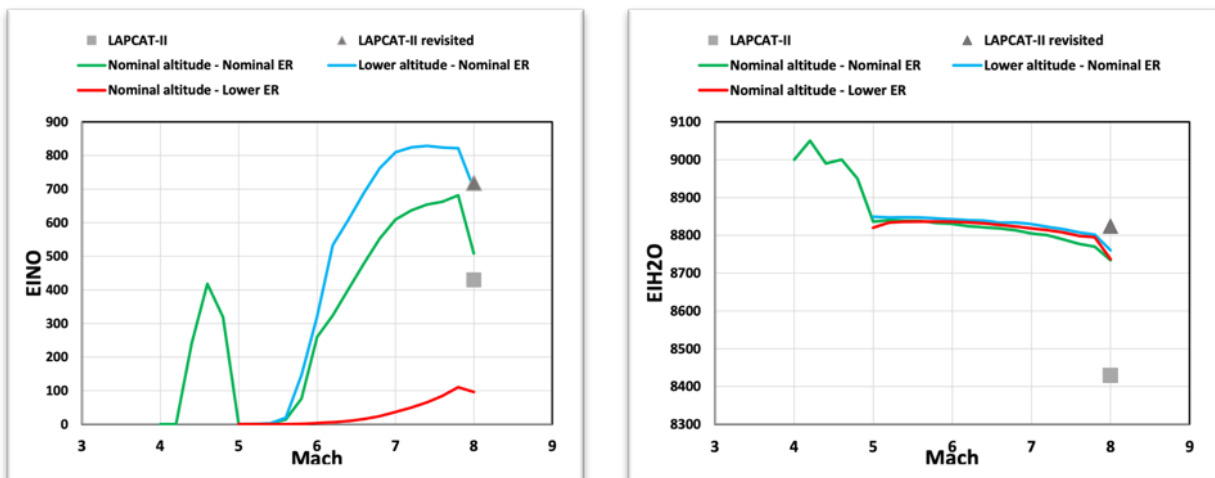 LAPCAT-II LAPCAT-II revisited
Nominal altitude - Nominal ER Lower altitude - Nominal ER
Nominal altitude - Lower ER
900
800
700
600
500
400
300
200
100
0
EINO
3 4 5 6 7 8 9
Mach
LAPCAT-II LAPCAT-II revisited
Nominal altitude - Nominal ER Lower altitude - Nominal ER
Nominal altitude - Lower ER
9100
9000
8900
8800
8700
8600
8500
8400
8300
EIH2O
3 4 5 6 7 8 9
Mach